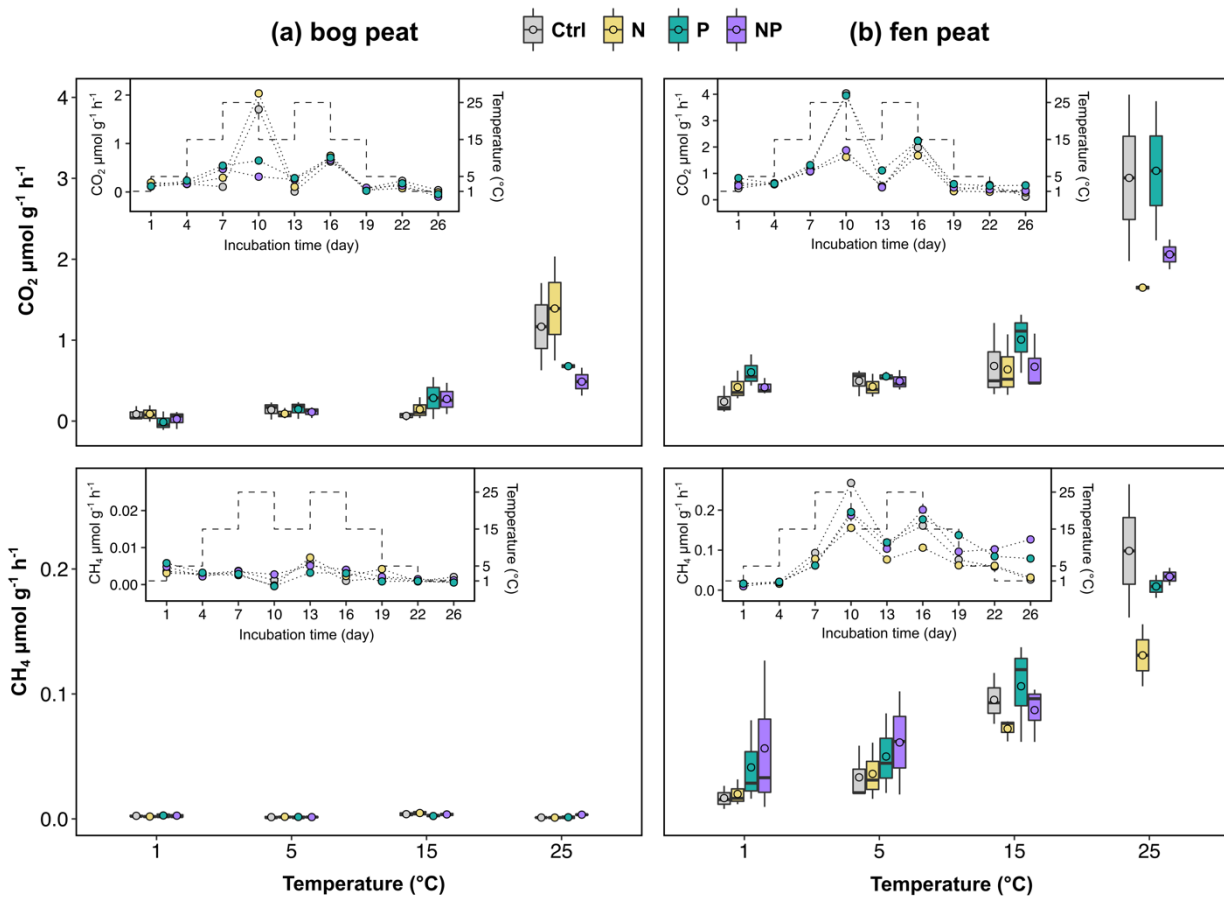 (a) bog peat
Ctrl N P NP
(b) fen peat
CO₂ µmol g⁻¹ h⁻¹
4
3
2
1
0
CO₂ µmol g⁻¹ h⁻¹
2
1
0
25
15
5
1
Temperature (°C)
1 4 7 10 13 16 19 22 26
Incubation time (day)
CO₂ µmol g⁻¹ h⁻¹
4
3
2
1
0
25
15
5
1
Temperature (°C)
1 4 7 10 13 16 19 22 26
Incubation time (day)
CH₄ µmol g⁻¹ h⁻¹
0.2
0.1
0.0
CH₄ µmol g⁻¹ h⁻¹
0.02
0.01
0.00
25
15
5
1
Temperature (°C)
1 4 7 10 13 16 19 22 26
Incubation time (day)
CH₄ µmol g⁻¹ h⁻¹
0.2
0.1
0.0
25
15
5
1
Temperature (°C)
1 4 7 10 13 16 19 22 26
Incubation time (day)
1 5 15 25
Temperature (°C)
1 5 15 25
Temperature (°C)